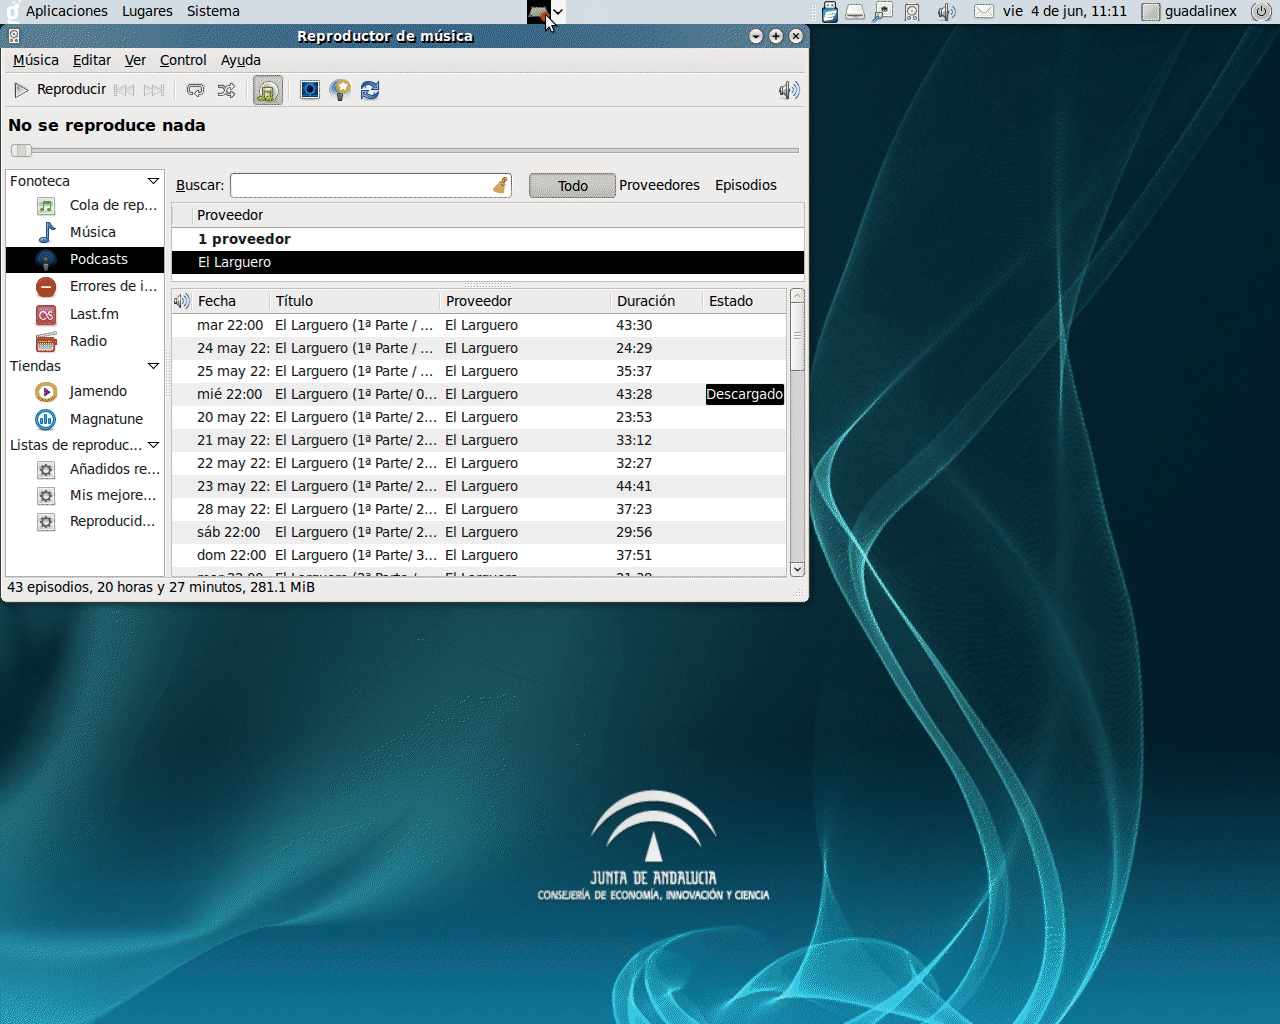 Aplicaciones Lugares Sistema vie 4 de jun, 11:11 guadalinex
Reproductor de música
Música Editar Ver Control Ayuda
Reproducir
No se reproduce nada
Fonoteca
Cola de rep...
Música
Podcasts
Errores de i...
Last.fm
Radio
Tiendas
Jamendo
Magnatune
Listas de reproduc...
Añadidos re...
Mis mejore...
Reproducid...
Buscar: Todo Proveedores Episodios
Proveedor
1 proveedor
El Larguero
Fecha Título Proveedor Duración Estado
mar 22:00 El Larguero (1ª Parte / ... El Larguero 43:30
24 may 22: El Larguero (1ª Parte / ... El Larguero 24:29
25 may 22: El Larguero (1ª Parte / ... El Larguero 35:37
mié 22:00 El Larguero (1ª Parte/ 0... El Larguero 43:28 Descargado
20 may 22: El Larguero (1ª Parte/ 2... El Larguero 23:53
21 may 22: El Larguero (1ª Parte/ 2... El Larguero 33:12
22 may 22: El Larguero (1ª Parte/ 2... El Larguero 32:27
23 may 22: El Larguero (1ª Parte/ 2... El Larguero 44:41
28 may 22: El Larguero (1ª Parte/ 2... El Larguero 37:23
sáb 22:00 El Larguero (1ª Parte/ 2... El Larguero 29:56
dom 22:00 El Larguero (1ª Parte/ 3... El Larguero 37:51
43 episodios, 20 horas y 27 minutos, 281.1 MiB
JUNTA DE ANDALUCIA
CONSEJERÍA DE ECONOMÍA, INNOVACIÓN Y CIENCIA